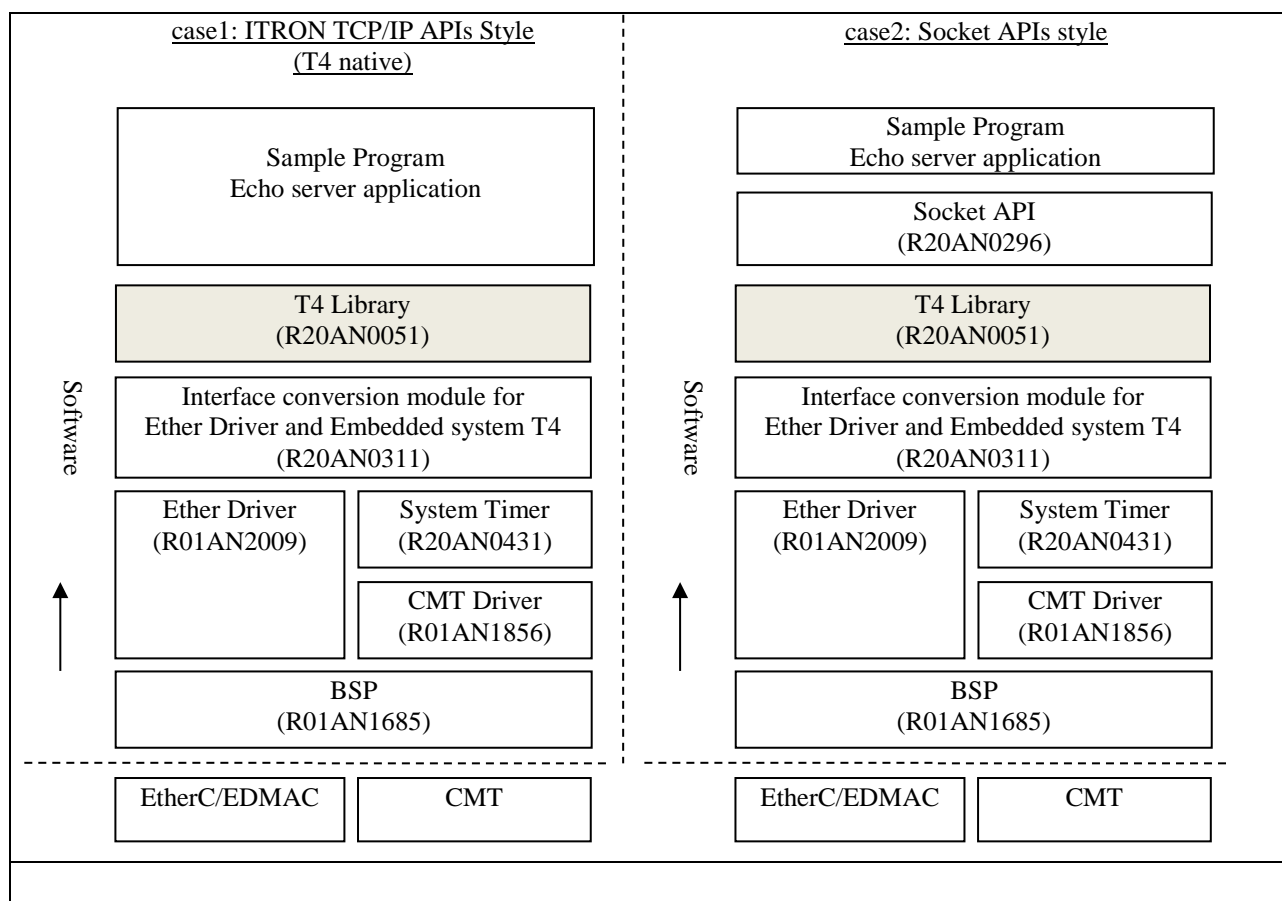 case1: ITRON TCP/IP APIs Style
(T4 native)
Sample Program
Echo server application
T4 Library
(R20AN0051)
Interface conversion module for
Ether Driver and Embedded system T4
(R20AN0311)
Software
Ether Driver
(R01AN2009)
System Timer
(R20AN0431)
CMT Driver
(R01AN1856)
BSP
(R01AN1685)
EtherC/EDMAC
CMT
case2: Socket APIs style
Sample Program
Echo server application
Socket API
(R20AN0296)
T4 Library
(R20AN0051)
Interface conversion module for
Ether Driver and Embedded system T4
(R20AN0311)
Software
Ether Driver
(R01AN2009)
System Timer
(R20AN0431)
CMT Driver
(R01AN1856)
BSP
(R01AN1685)
EtherC/EDMAC
CMT